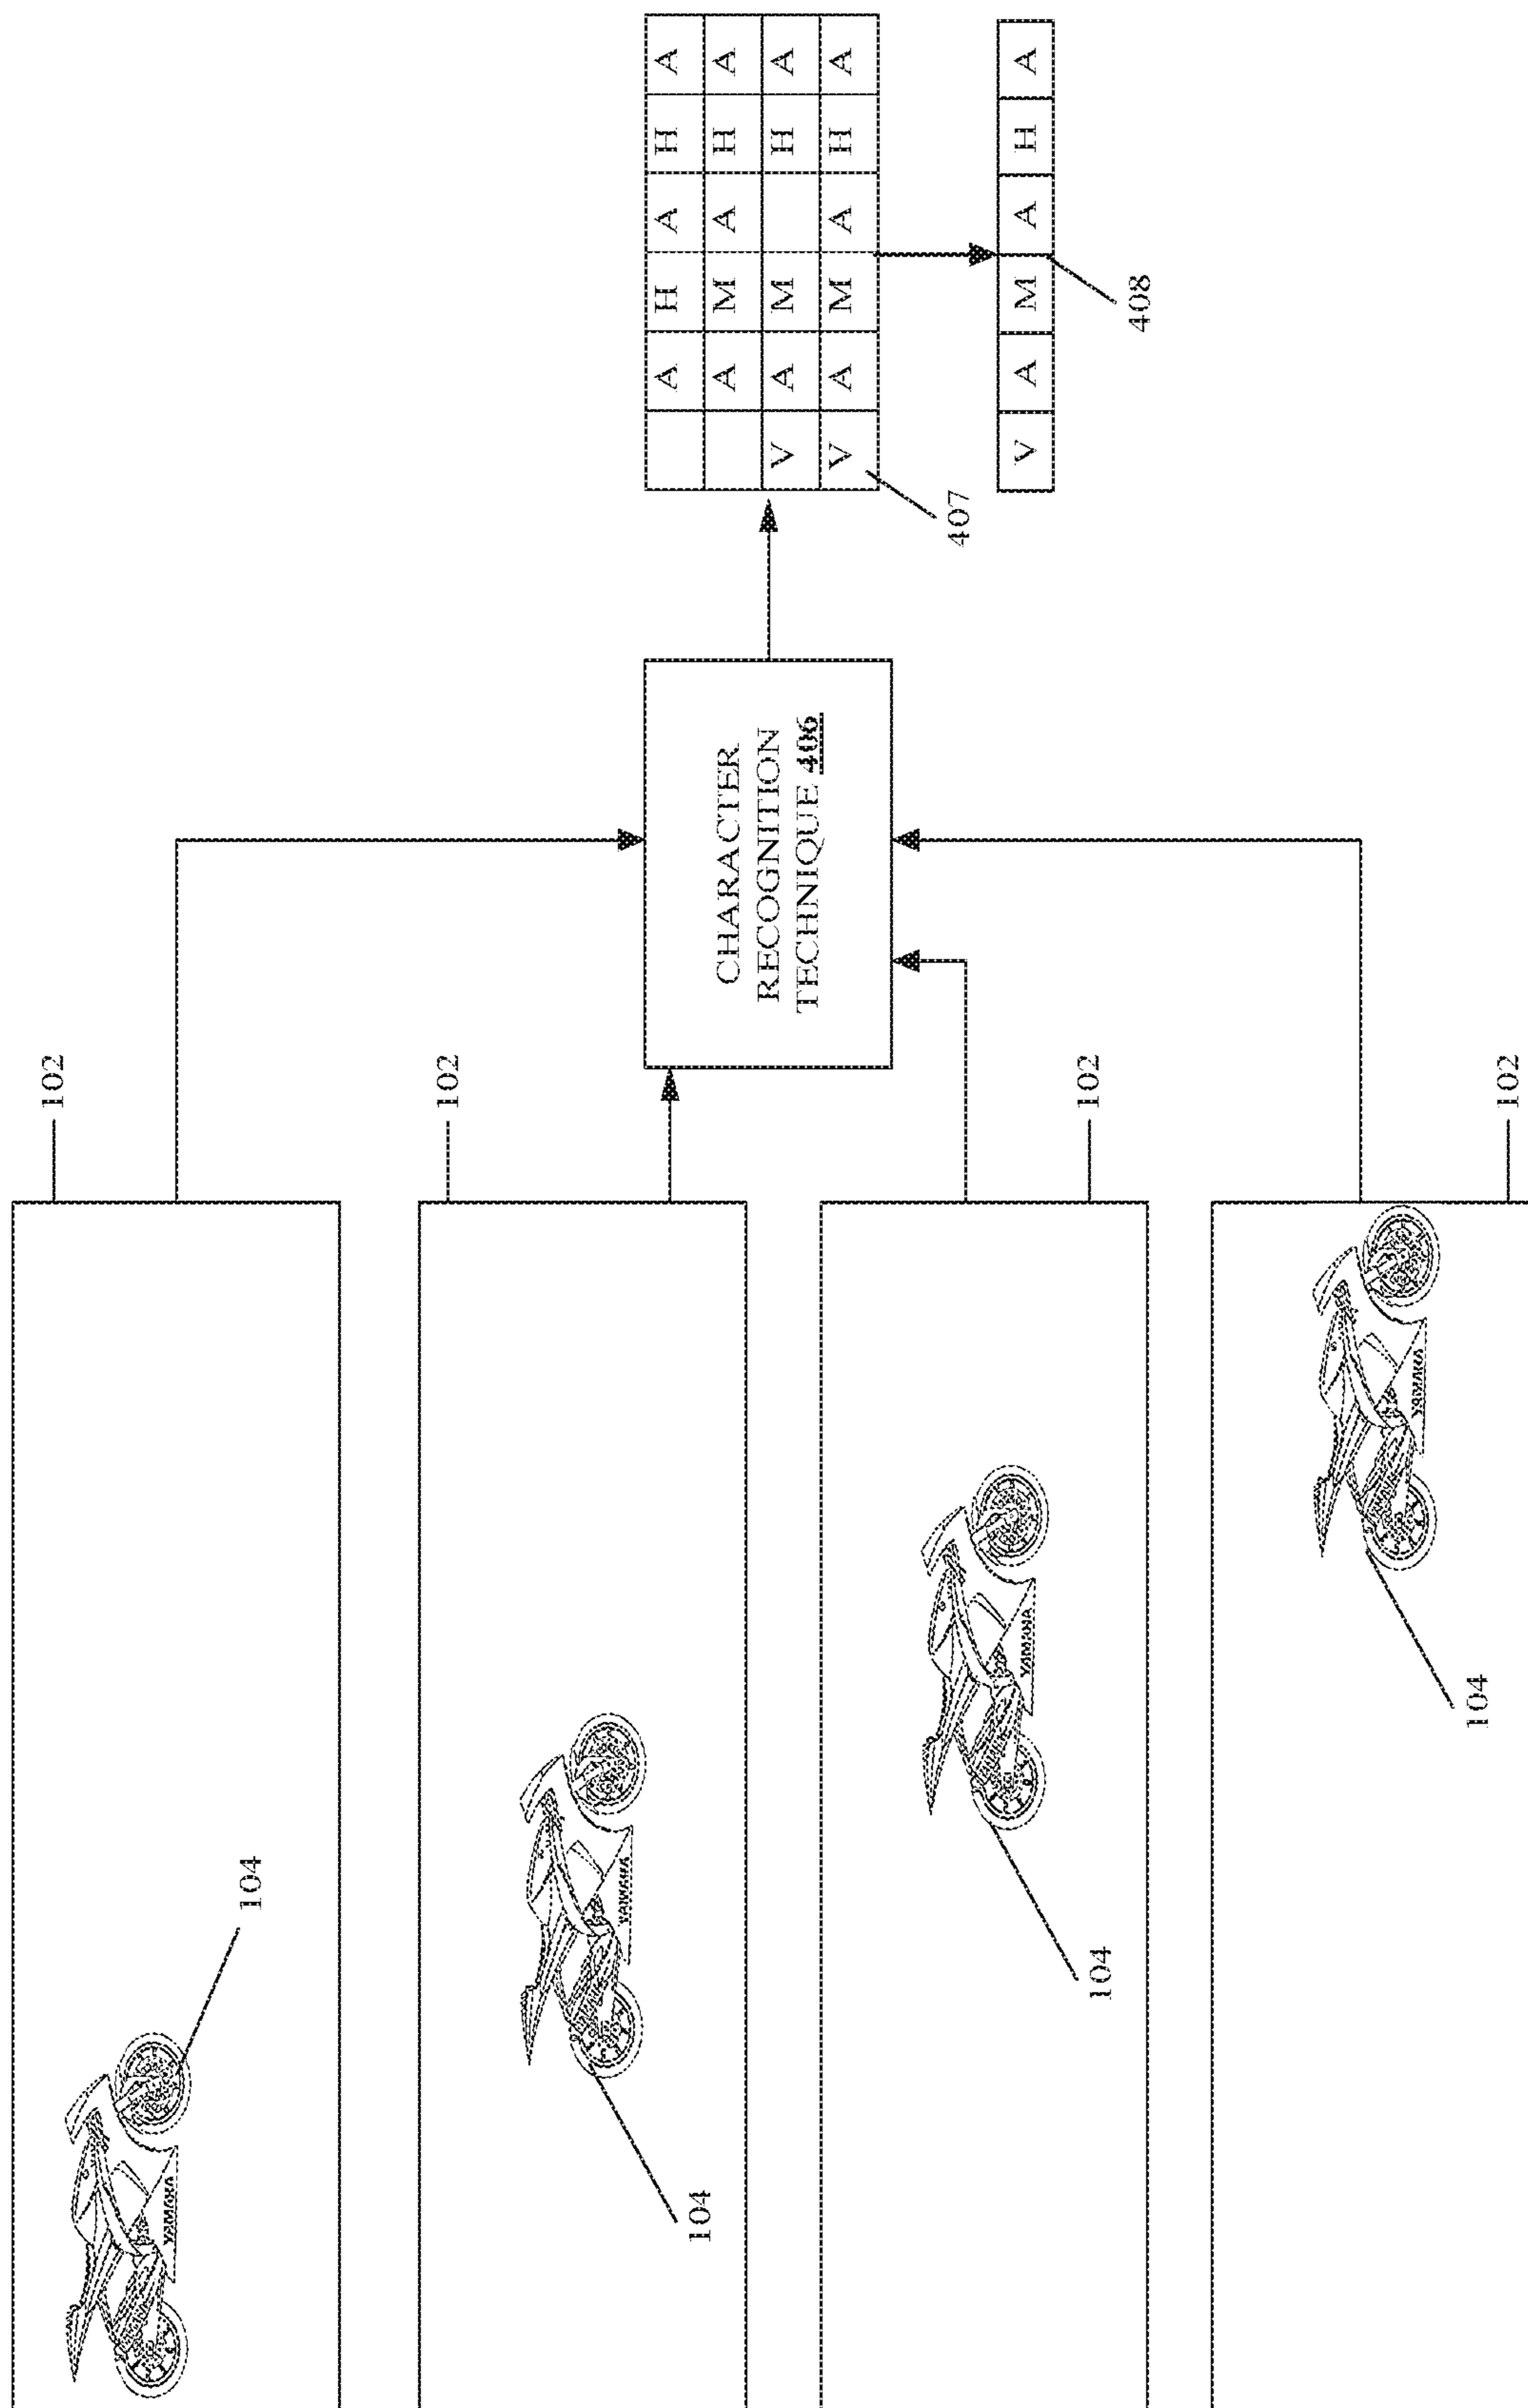 102
YAMAHA
104
102
YAMAHA
104
102
YAMAHA
104
102
YAMAHA
104
CHARACTER
RECOGNITION
TECHNIQUE 406
A H A H A
A M A H A
V A M H A
V A M A H A
407
V A M A H A
408